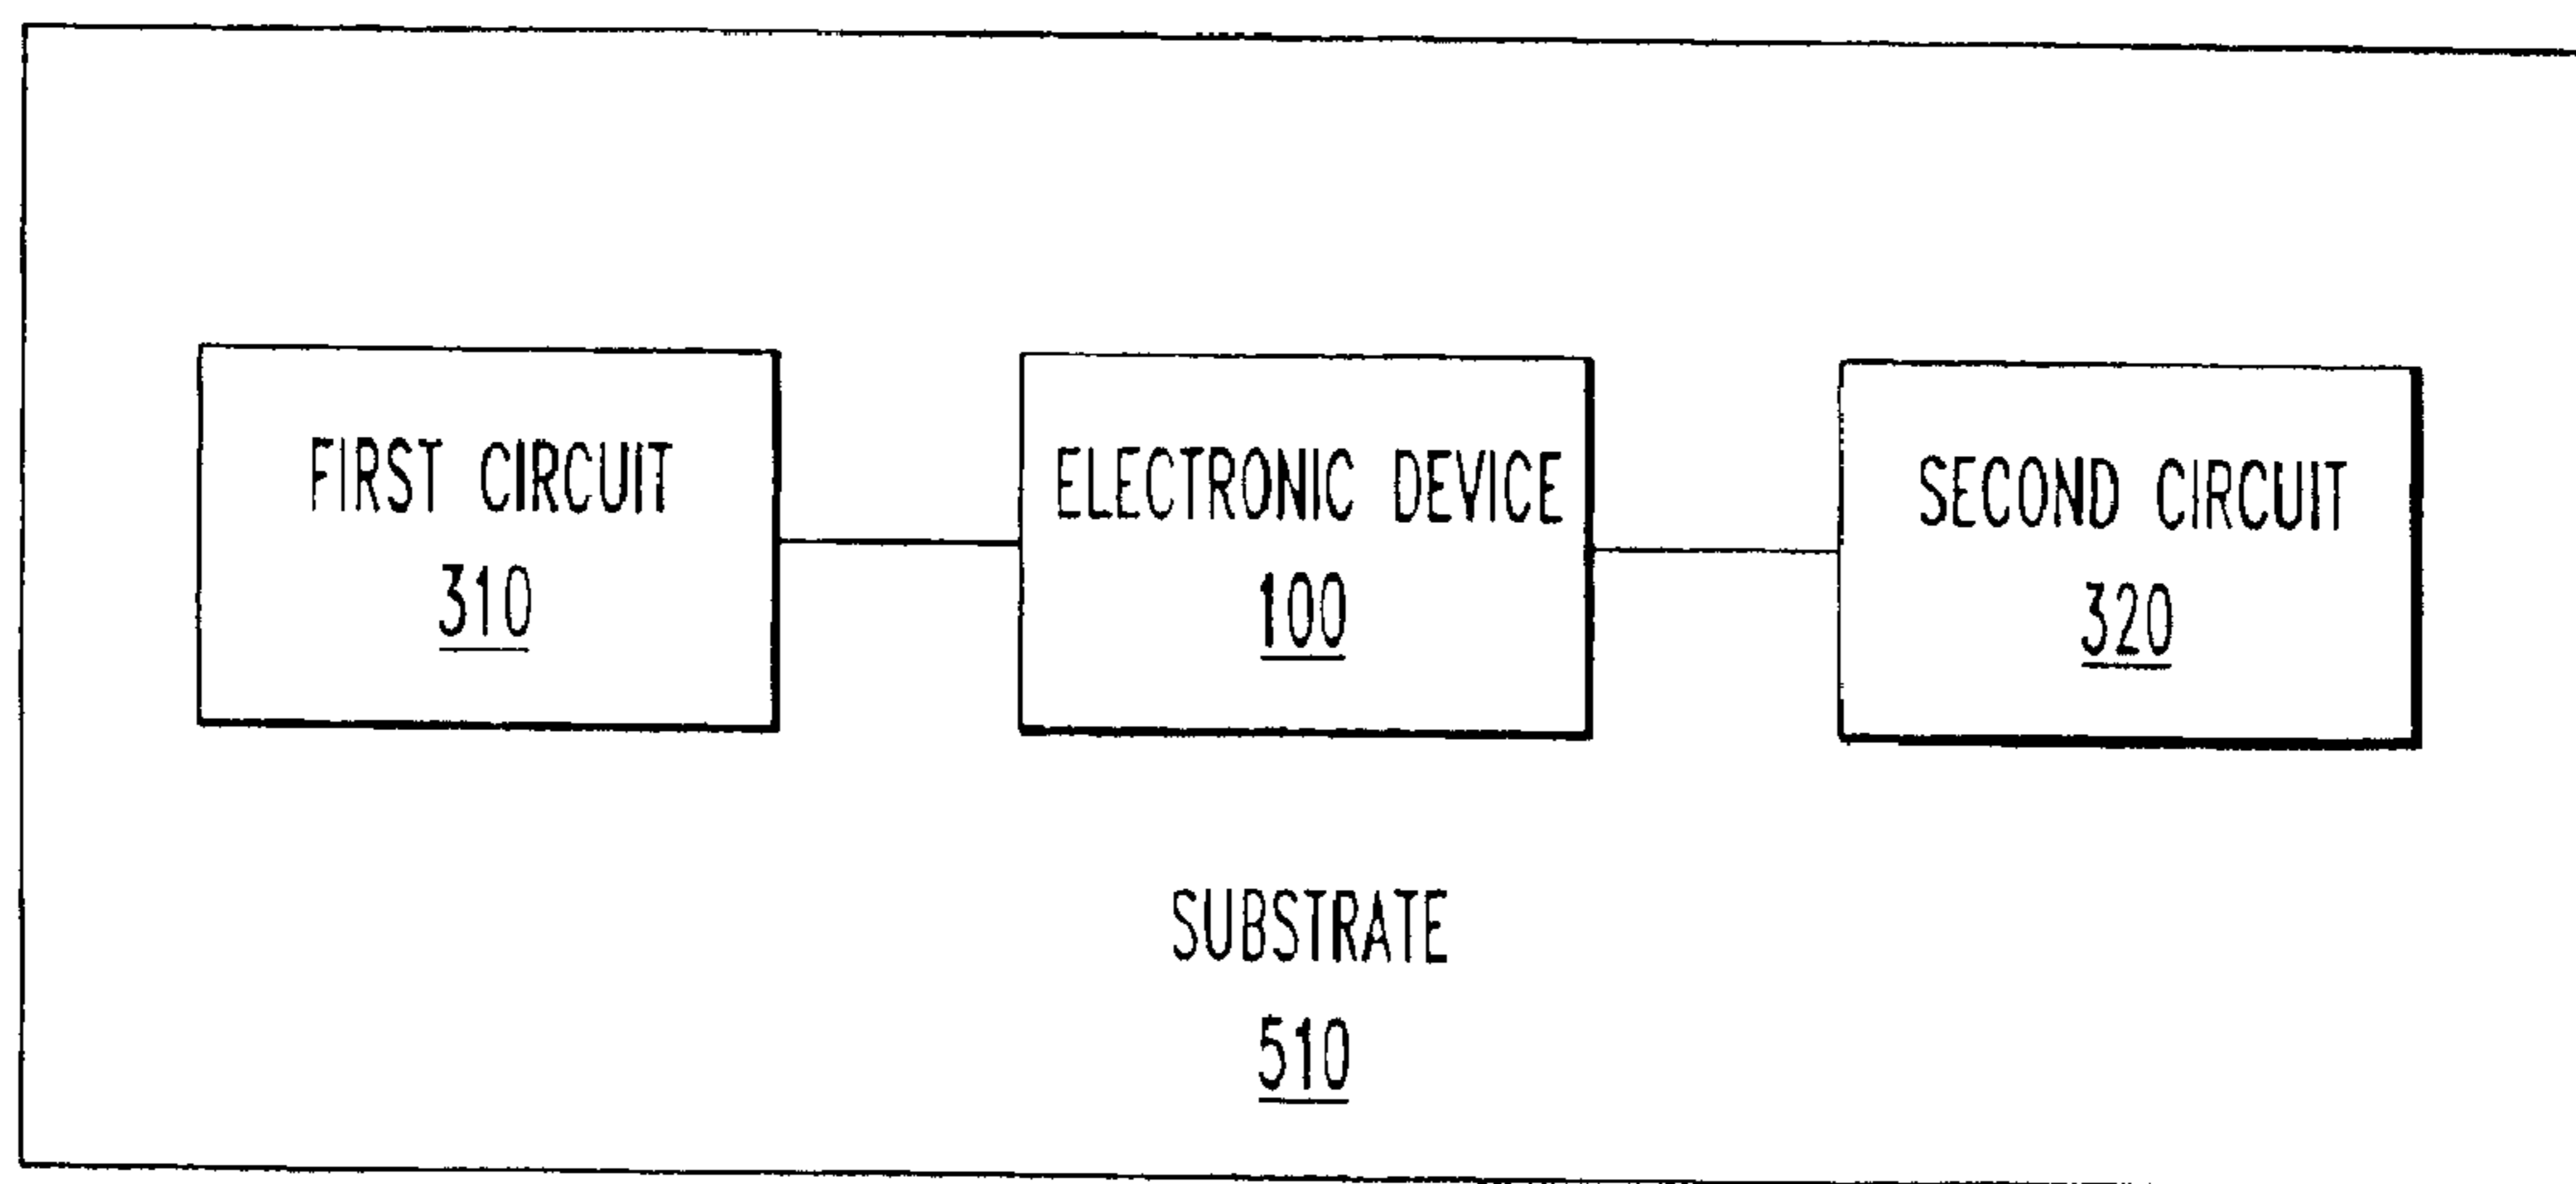 FIRST CIRCUIT
310
ELECTRONIC DEVICE
100
SECOND CIRCUIT
320
SUBSTRATE
510